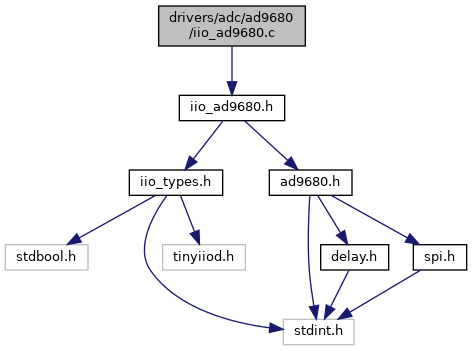 drivers/adc/ad9680
/iio_ad9680.c
iio_ad9680.h
iio_types.h
ad9680.h
stdbool.h
tinyiiod.h
delay.h
spi.h
stdint.h